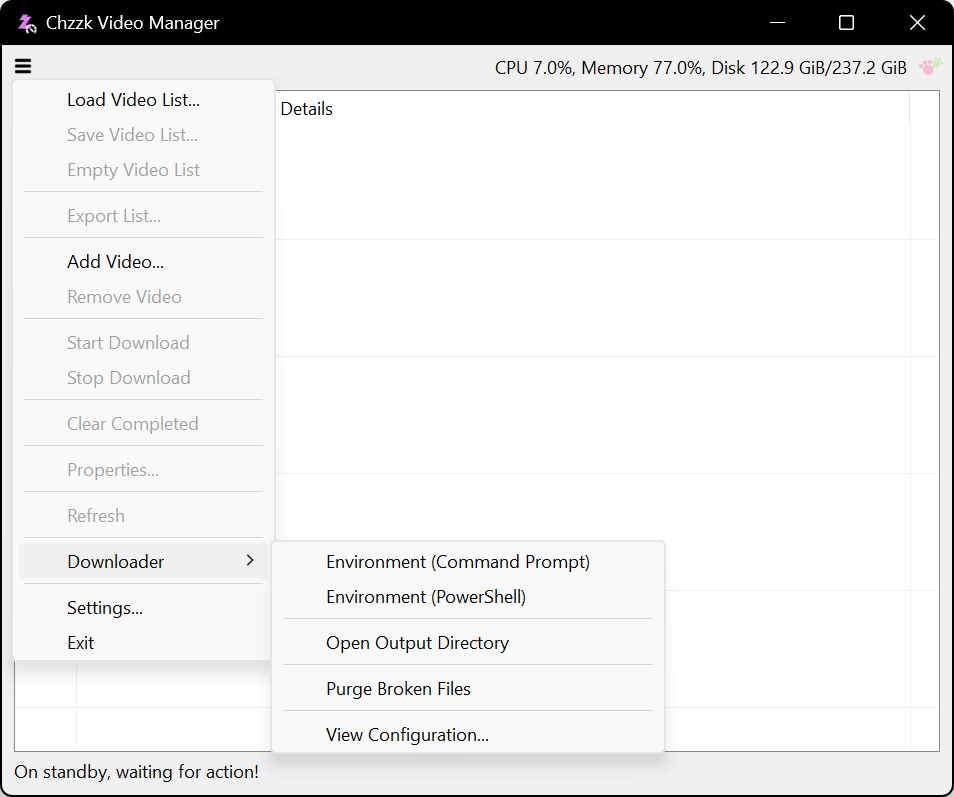 Chzzk Video Manager
CPU 7.0%, Memory 77.0%, Disk 122.9 GiB/237.2 GiB
Details
Load Video List...
Save Video List...
Empty Video List
Export List...
Add Video...
Remove Video
Start Download
Stop Download
Clear Completed
Properties...
Refresh
Downloader
Settings...
Exit
Environment (Command Prompt)
Environment (PowerShell)
Open Output Directory
Purge Broken Files
View Configuration...
On standby, waiting for action!